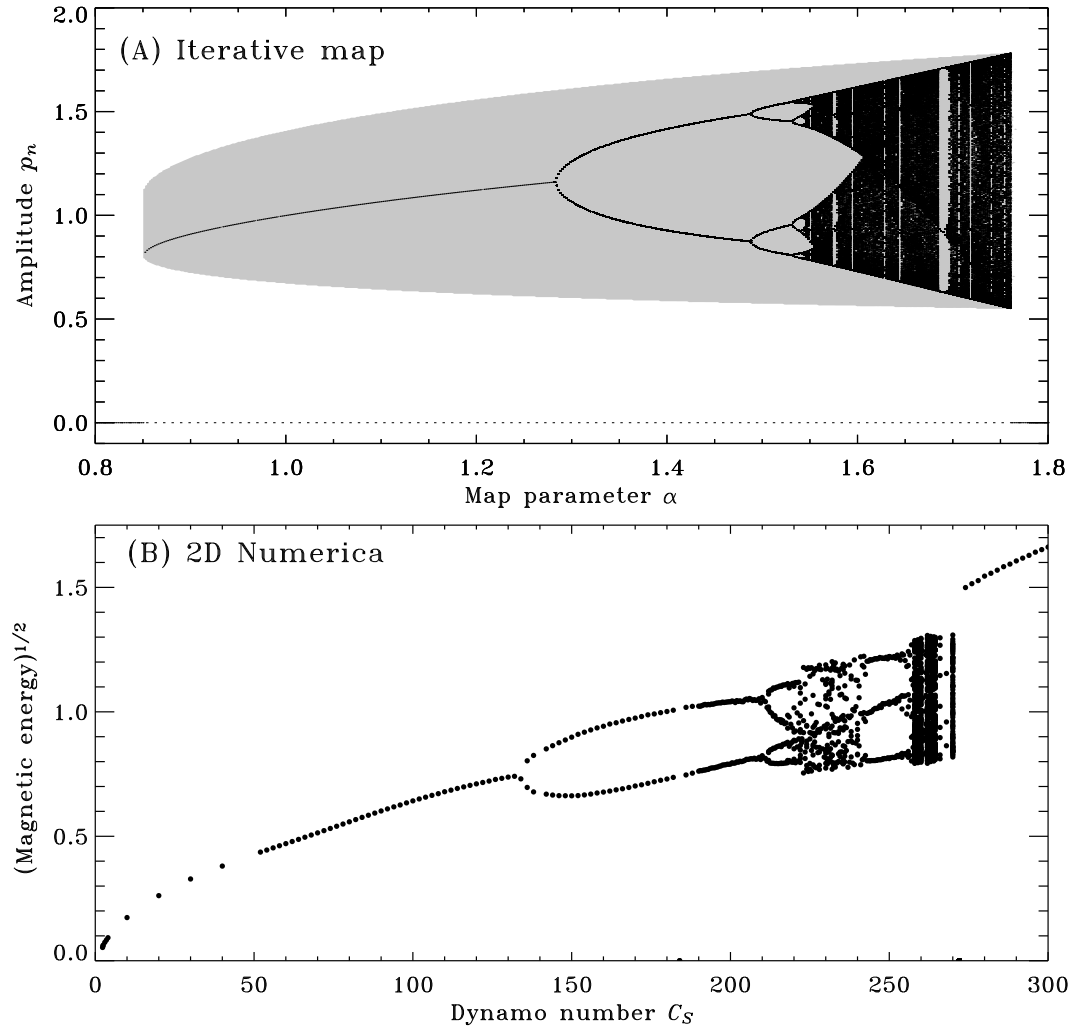 2.0
(A) Iterative map
1.5
1.0
0.5
0.0
Amplitude pₙ
0.8 1.0 1.2 1.4 1.6 1.8
Map parameter α
(B) 2D Numerica
1.5
1.0
0.5
0.0
(Magnetic energy)¹/²
0 50 100 150 200 250 300
Dynamo number C_S